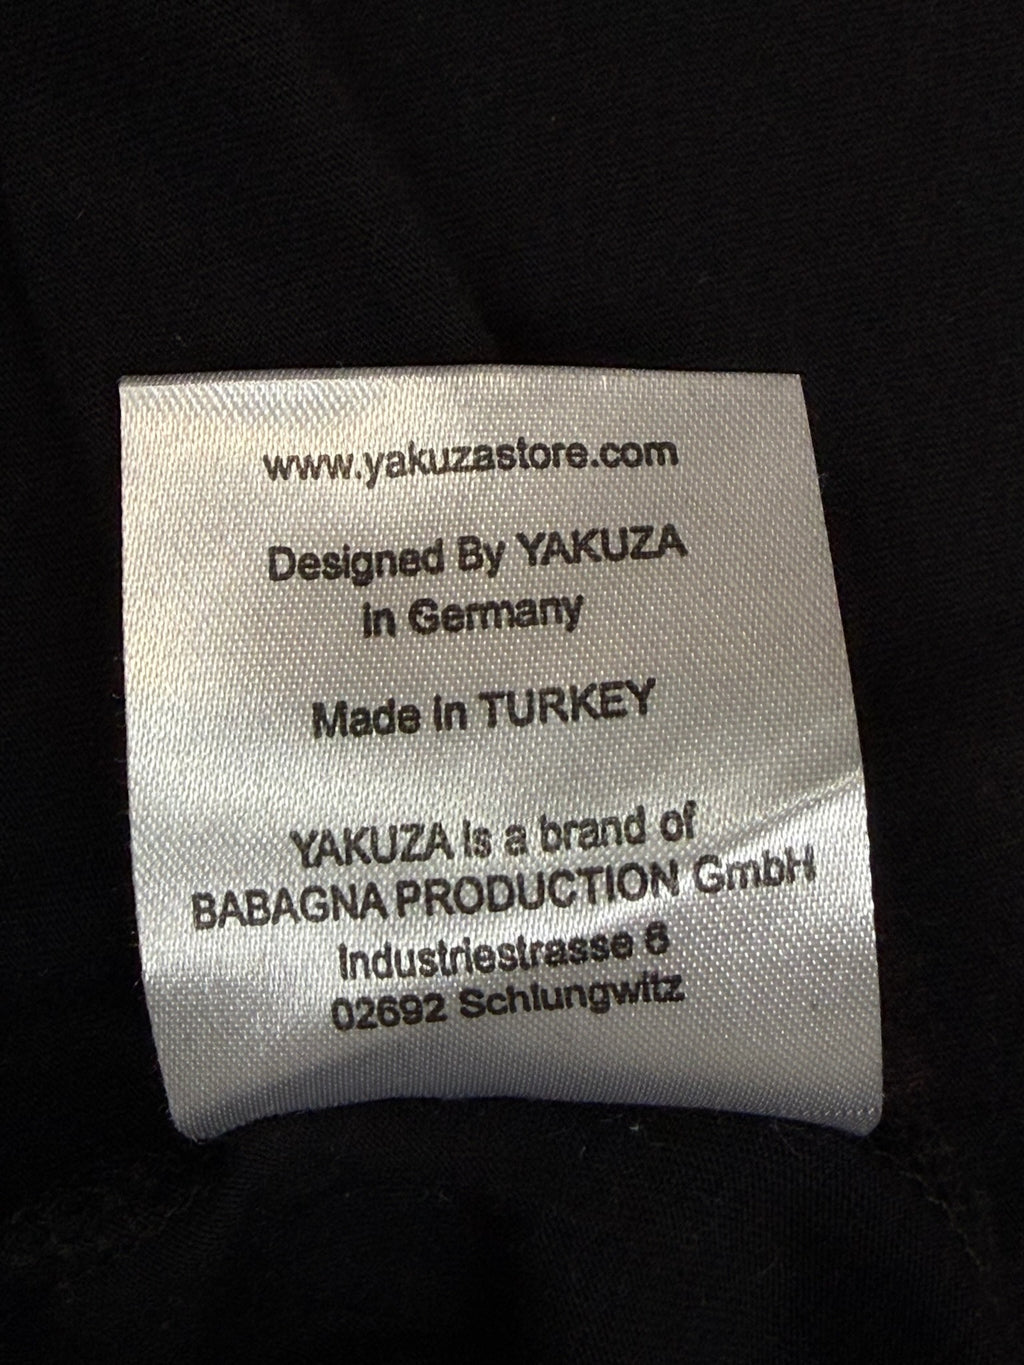 www.yakuzastore.com
Designed By YAKUZA
in Germany
Made in TURKEY
YAKUZA is a brand of
BABAGNA PRODUCTION GmbH
Industriestrasse 6
02692 Schlungwitz